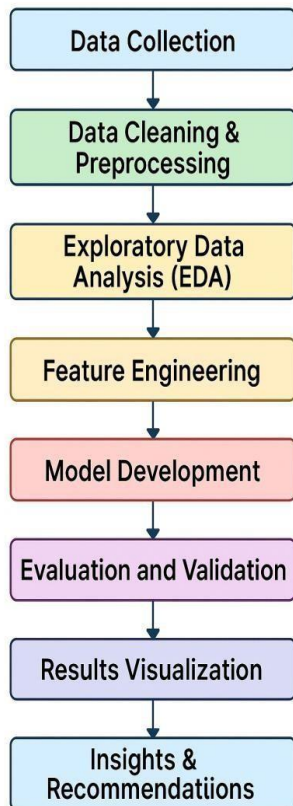 Data Collection
Data Cleaning &
Preprocessing
Exploratory Data
Analysis (EDA)
Feature Engineering
Model Development
Evaluation and Validation
Results Visualization
Insights &
Recommendatiions